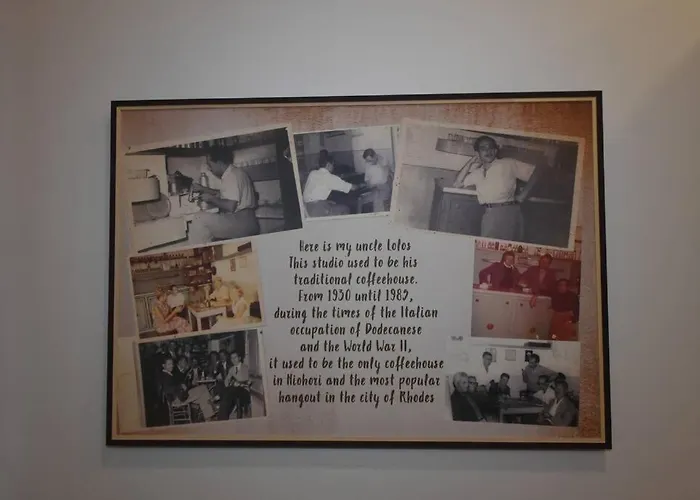 Here is my uncle Lolos
This studio used to be his
traditional coffeehouse.
From 1930 until 1985,
during the times of the Italian
occupation of Dodecanese
and the World War II,
it used to be the only coffeehouse
in Niohori and the most popular
hangout in the city of Rhodes